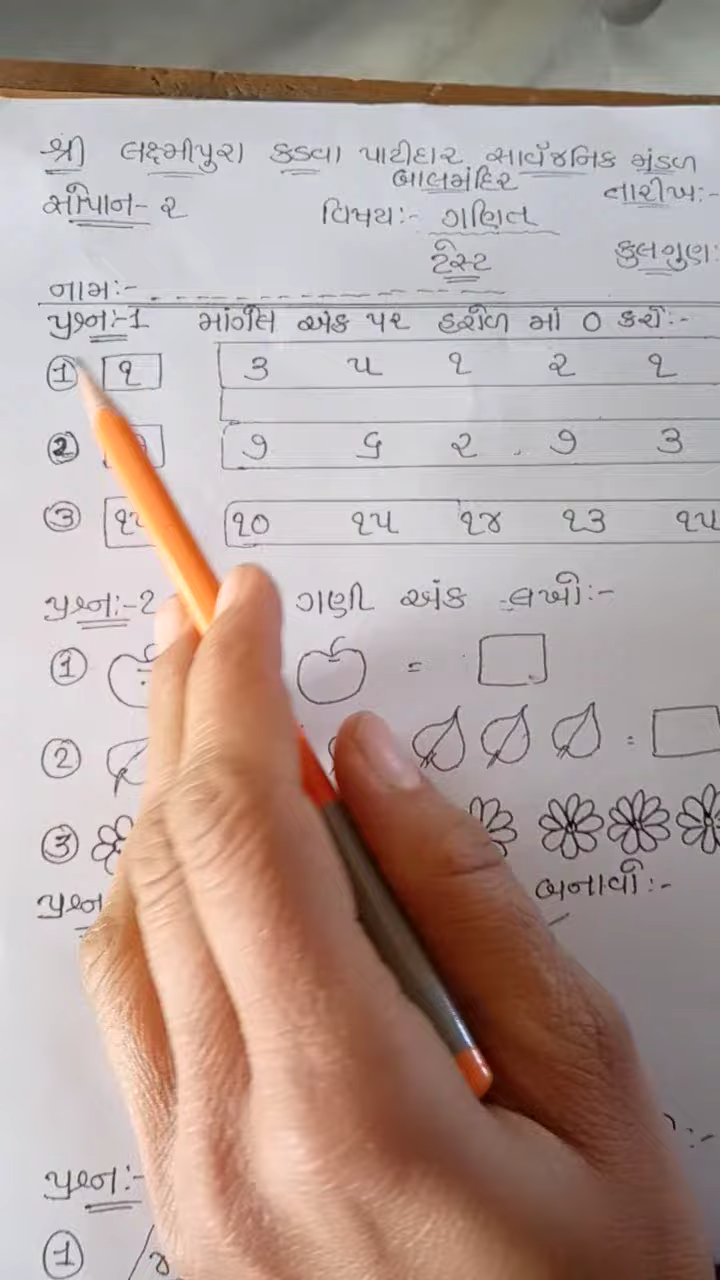 શ્રી લક્ષ્મીપુરા કડવા પાટીદાર સાર્વજનિક મંડળ
બાલમંદિર
સોપાન-૨ વિષય:- ગણિત તારીખ:-
ટેસ્ટ કુલગુણ:
નામ:-
પ્રશ્ન:-1 માંગેલ અંક પર હરોળ માં 0 કરો:-
1 ૧ ૩ ૫ ૧ ૨ ૧
2 ૭ ૬ ૨ ૭ ૩
3 ૧૦ ૧૫ ૧૪ ૧૩ ૧૫
પ્રશ્ન:-2 ગણી અંક લખો:-
1 =
2 =
3
પ્રશ્ન બનાવો:-
પ્રશ્ન:-
1 ૪